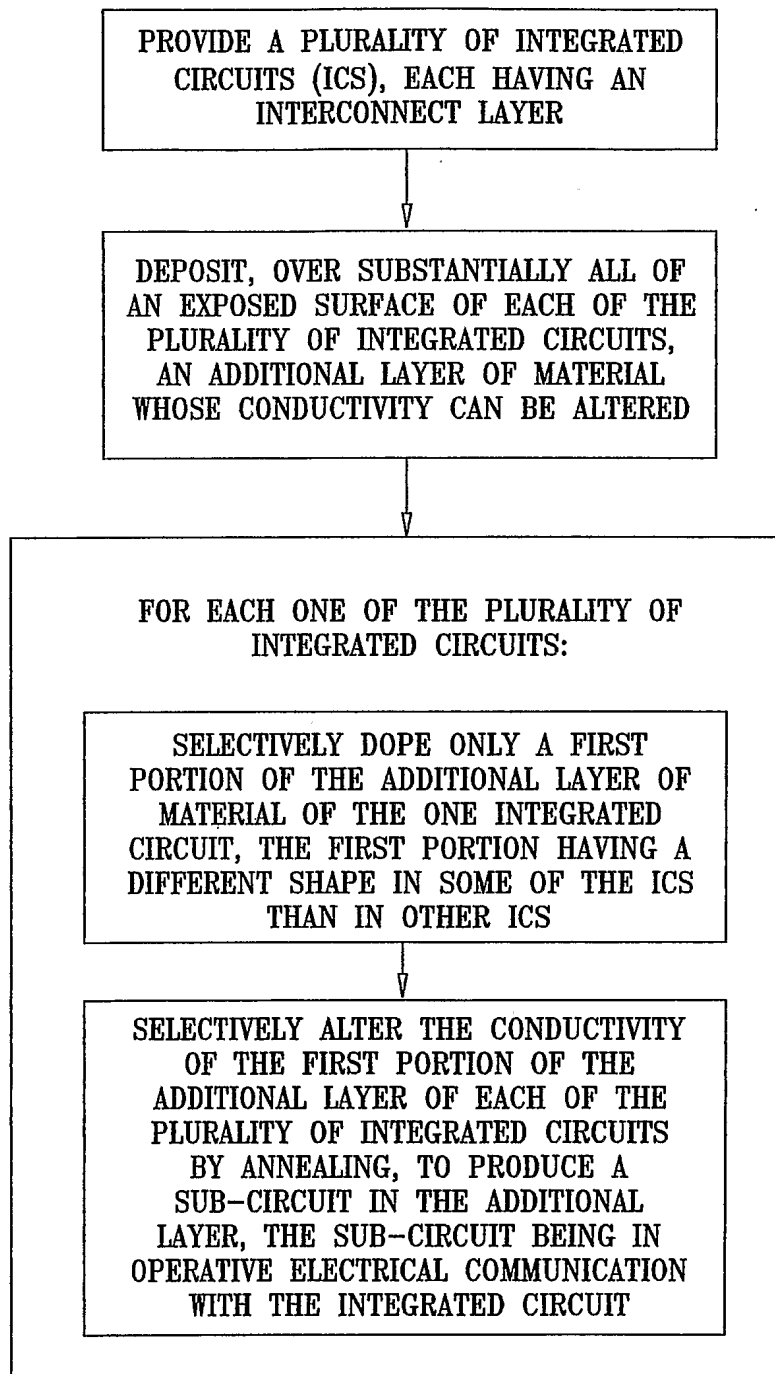 PROVIDE A PLURALITY OF INTEGRATED
CIRCUITS (ICS), EACH HAVING AN
INTERCONNECT LAYER
DEPOSIT, OVER SUBSTANTIALLY ALL OF
AN EXPOSED SURFACE OF EACH OF THE
PLURALITY OF INTEGRATED CIRCUITS,
AN ADDITIONAL LAYER OF MATERIAL
WHOSE CONDUCTIVITY CAN BE ALTERED
FOR EACH ONE OF THE PLURALITY OF
INTEGRATED CIRCUITS:
SELECTIVELY DOPE ONLY A FIRST
PORTION OF THE ADDITIONAL LAYER OF
MATERIAL OF THE ONE INTEGRATED
CIRCUIT, THE FIRST PORTION HAVING A
DIFFERENT SHAPE IN SOME OF THE ICS
THAN IN OTHER ICS
SELECTIVELY ALTER THE CONDUCTIVITY
OF THE FIRST PORTION OF THE
ADDITIONAL LAYER OF EACH OF THE
PLURALITY OF INTEGRATED CIRCUITS
BY ANNEALING, TO PRODUCE A
SUB-CIRCUIT IN THE ADDITIONAL
LAYER, THE SUB-CIRCUIT BEING IN
OPERATIVE ELECTRICAL COMMUNICATION
WITH THE INTEGRATED CIRCUIT